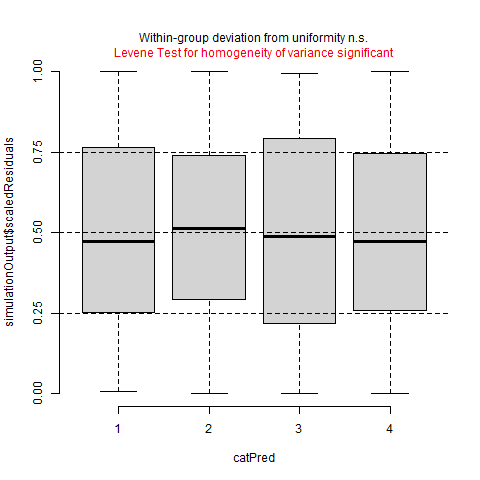 Within-group deviation from uniformity n.s.
Levene Test for homogeneity of variance significant
simulationOutput$scaledResiduals
1.00
0.75
0.50
0.25
0.00
1
2
3
4
catPred